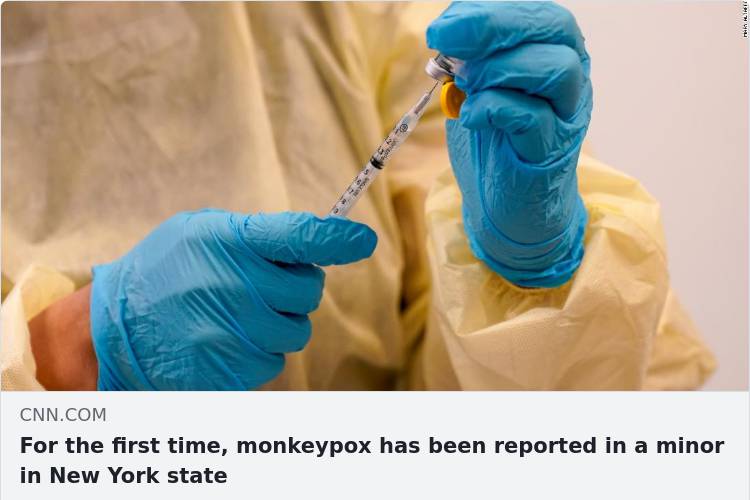 CNN.COM
For the first time, monkeypox has been reported in a minor
in New York state